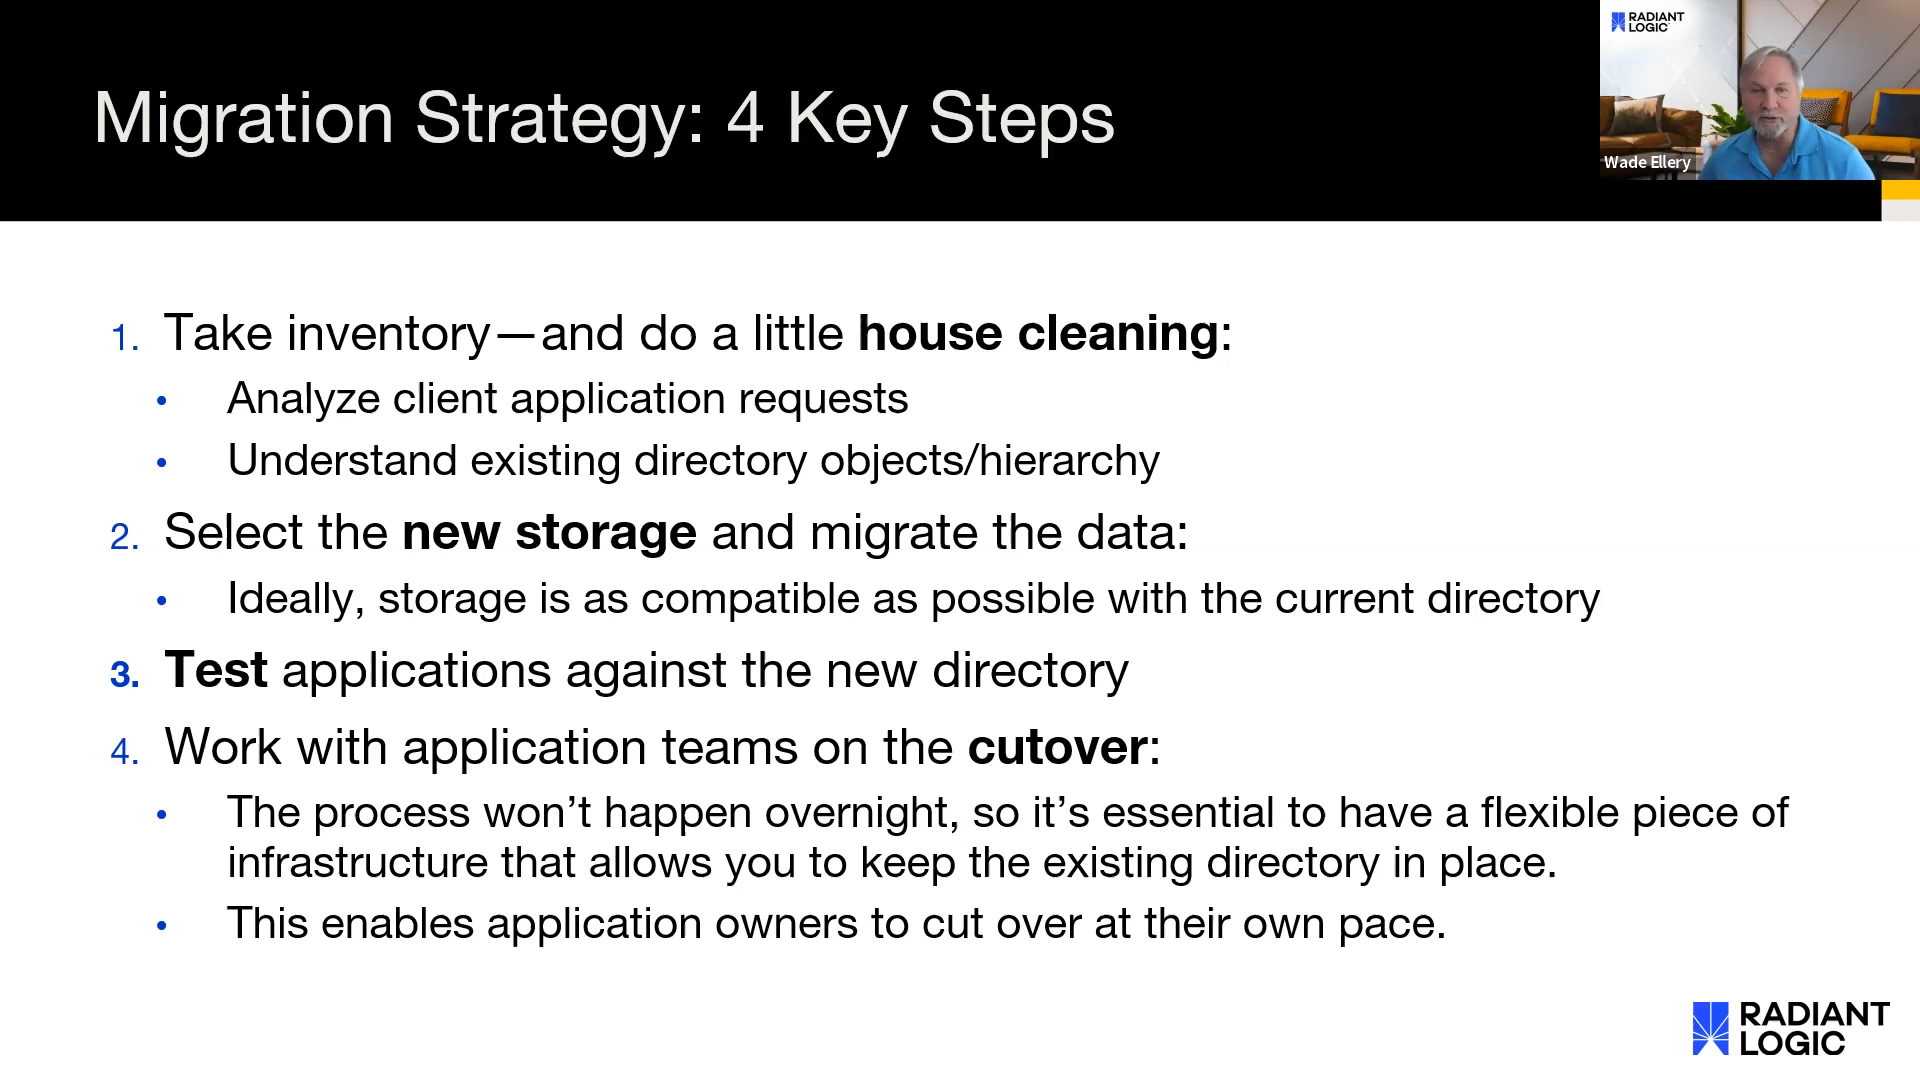 RADIANT
LOGIC
Migration Strategy: 4 Key Steps
Wade Ellery
1. Take inventory—and do a little house cleaning:
• Analyze client application requests
• Understand existing directory objects/hierarchy
2. Select the new storage and migrate the data:
• Ideally, storage is as compatible as possible with the current directory
3. Test applications against the new directory
4. Work with application teams on the cutover:
• The process won’t happen overnight, so it’s essential to have a flexible piece of
infrastructure that allows you to keep the existing directory in place.
• This enables application owners to cut over at their own pace.
RADIANT
LOGIC